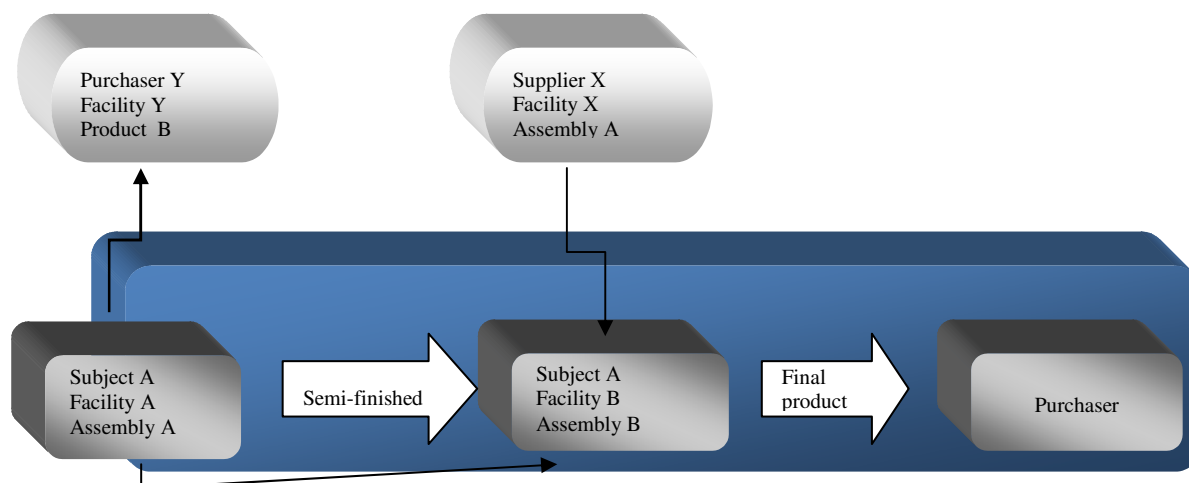 Purchaser Y
Facility Y
Product B
Supplier X
Facility X
Assembly A
Subject A
Facility A
Assembly A
Semi-finished
Subject A
Facility B
Assembly B
Final
product
Purchaser